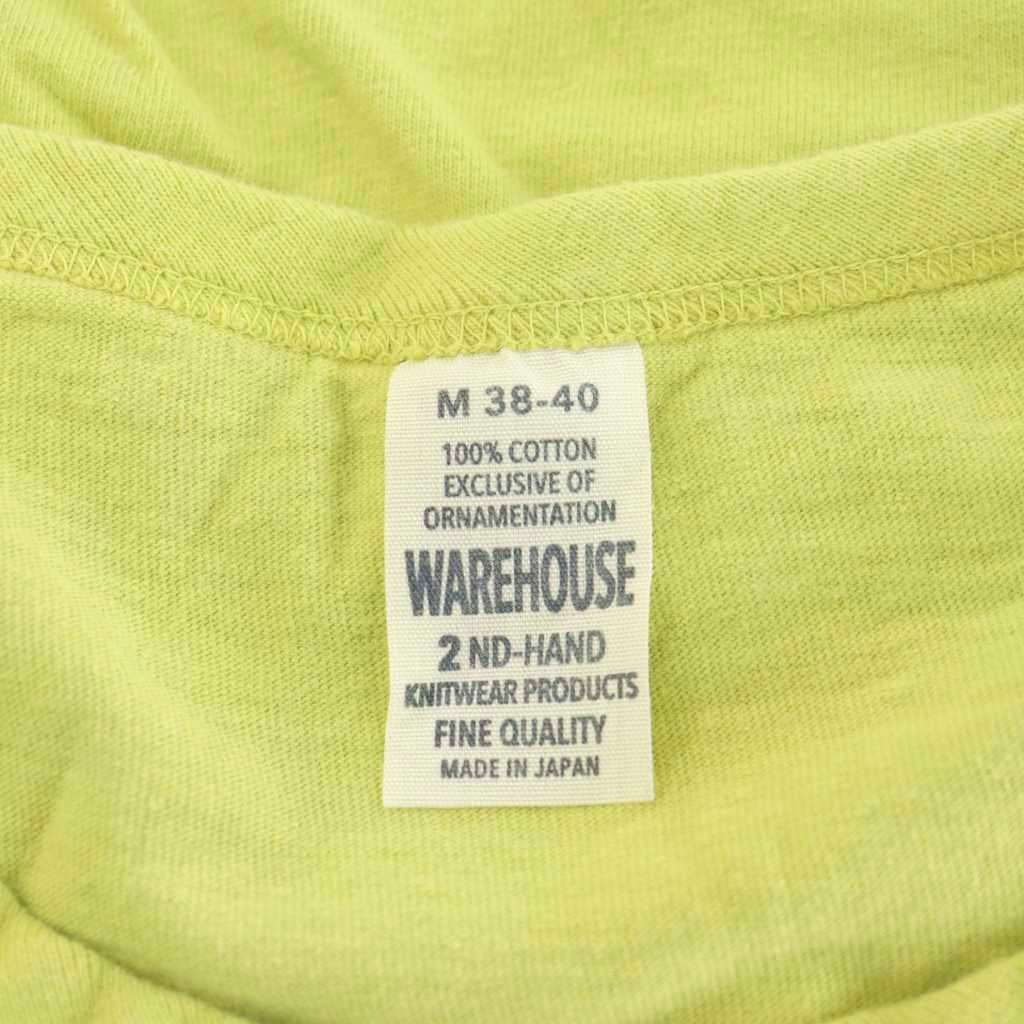 M 38-40
100% COTTON
EXCLUSIVE OF
ORNAMENTATION
WAREHOUSE
2 ND-HAND
KNITWEAR PRODUCTS
FINE QUALITY
MADE IN JAPAN